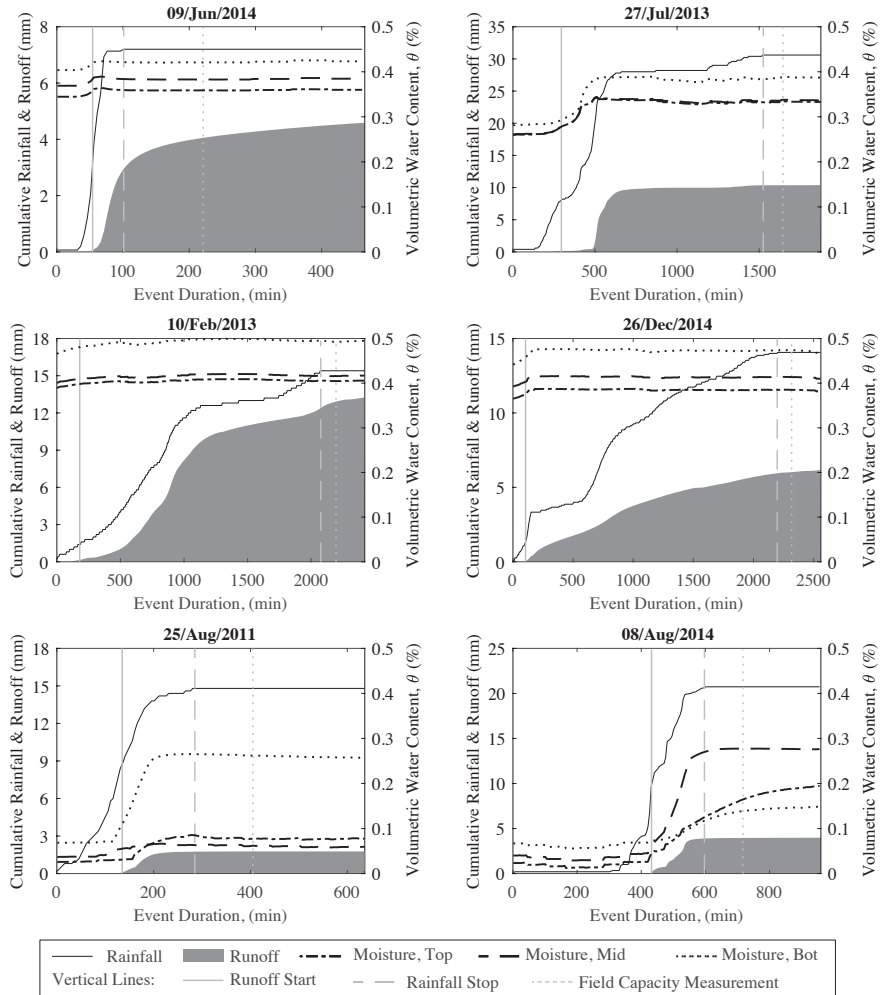 09/Jun/2014
Cumulative Rainfall & Runoff (mm)
8
6
4
2
0
0 100 200 300 400
Event Duration, (min)
0.5
0.4
0.3
0.2
0.1
0
Volumetric Water Content, θ (%)
27/Jul/2013
Cumulative Rainfall & Runoff (mm)
35
30
25
20
15
10
5
0
0 500 1000 1500
Event Duration, (min)
0.5
0.4
0.3
0.2
0.1
0
Volumetric Water Content, θ (%)
10/Feb/2013
Cumulative Rainfall & Runoff (mm)
18
15
12
9
6
3
0
0 500 1000 1500 2000
Event Duration, (min)
0.5
0.4
0.3
0.2
0.1
0
Volumetric Water Content, θ (%)
26/Dec/2014
Cumulative Rainfall & Runoff (mm)
15
10
5
0
0 500 1000 1500 2000 2500
Event Duration, (min)
0.5
0.4
0.3
0.2
0.1
0
Volumetric Water Content, θ (%)
25/Aug/2011
Cumulative Rainfall & Runoff (mm)
18
15
12
9
6
3
0
0 200 400 600
Event Duration, (min)
0.5
0.4
0.3
0.2
0.1
0
Volumetric Water Content, θ (%)
08/Aug/2014
Cumulative Rainfall & Runoff (mm)
25
20
15
10
5
0
0 200 400 600 800
Event Duration, (min)
0.5
0.4
0.3
0.2
0.1
0
Volumetric Water Content, θ (%)
Rainfall Runoff Moisture, Top Moisture, Mid Moisture, Bot
Vertical Lines: Runoff Start Rainfall Stop Field Capacity Measurement